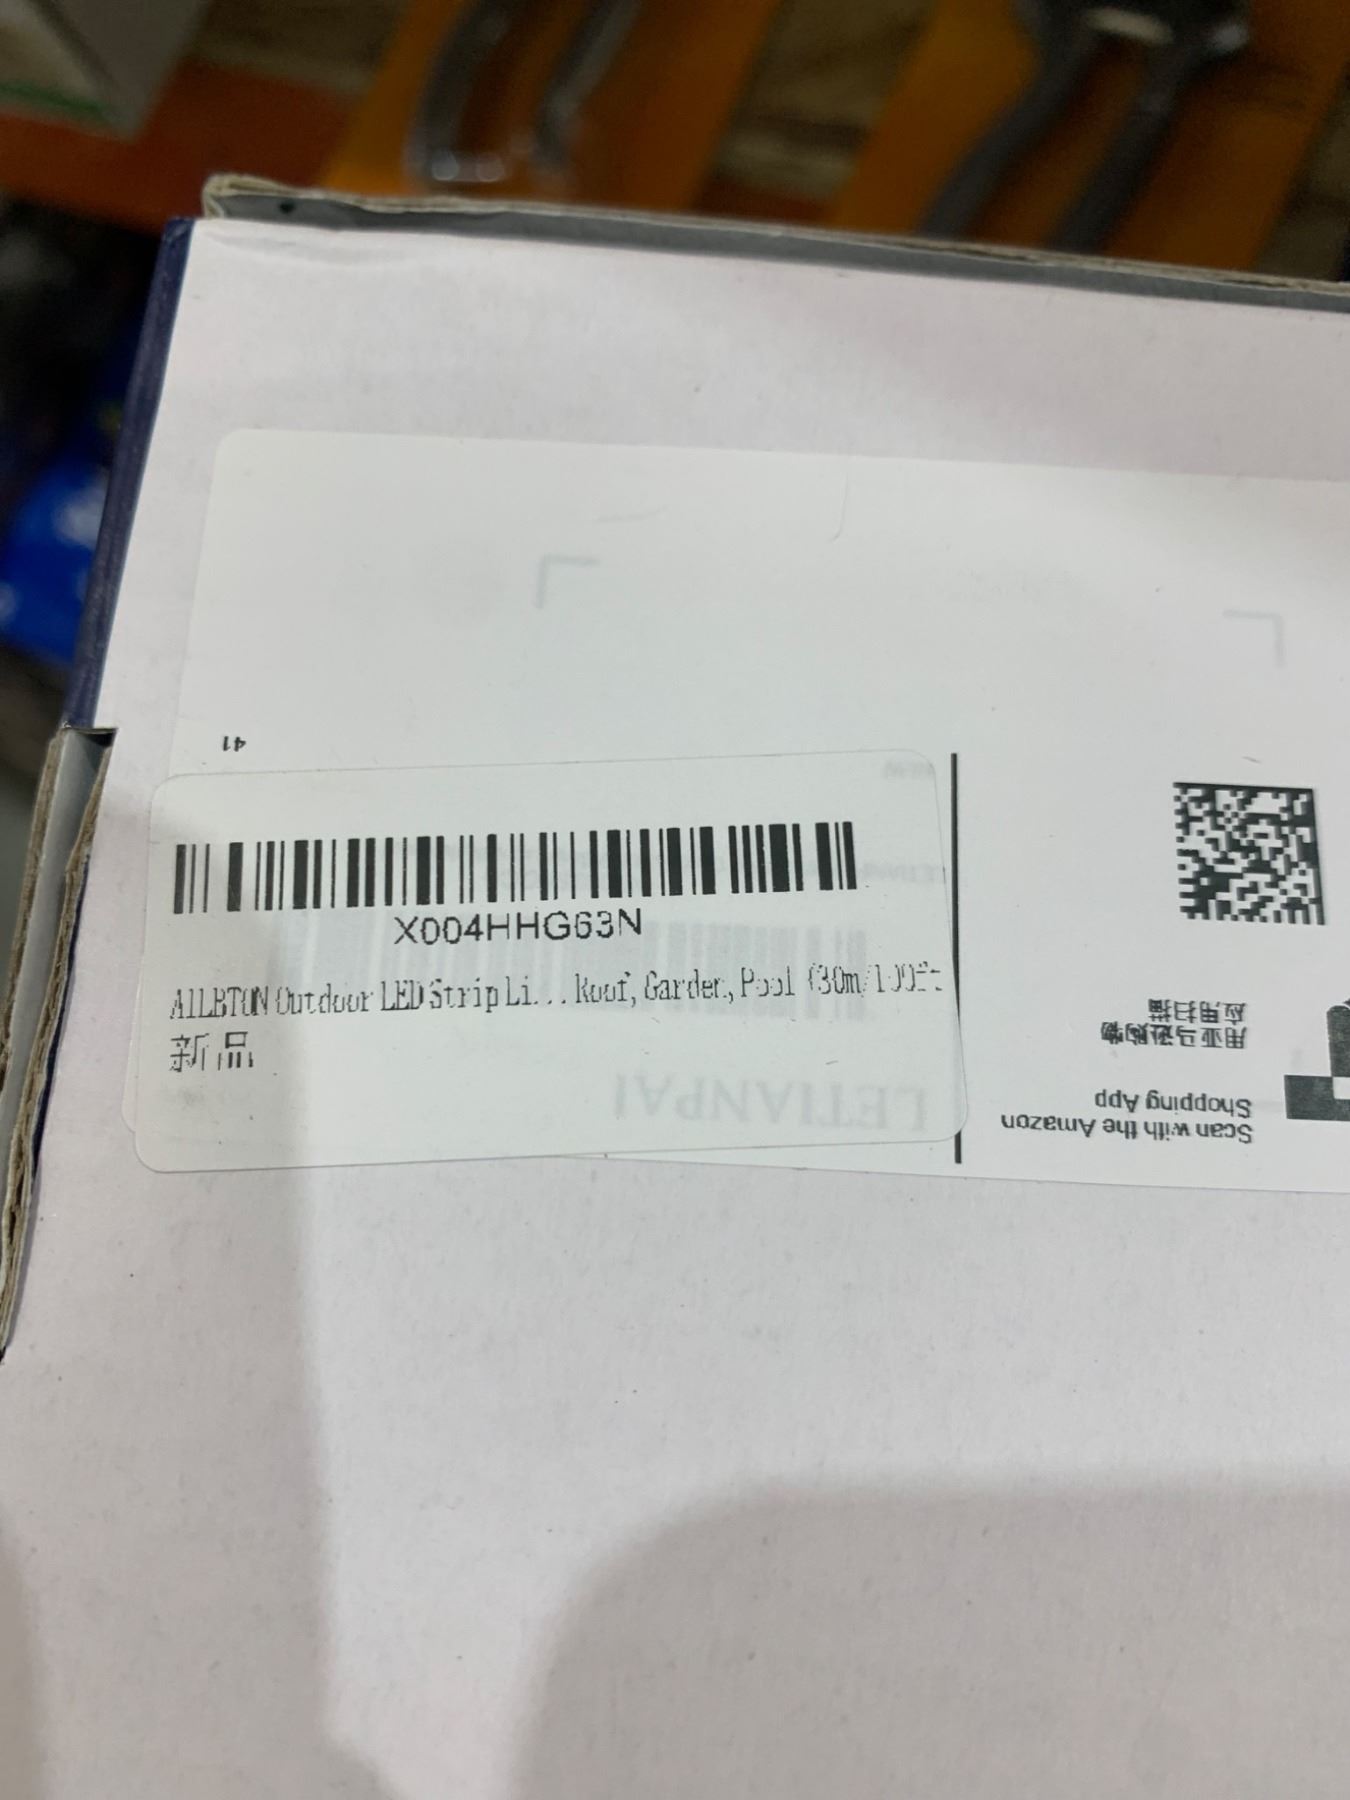 41
X004HHG63N
AILBTON Outdoor LED Strip Li... Roof, Garden, Pool (30m/100Ft
新品
LETIANPAI
用亚马逊购物
应用扫描
Scan with the Amazon
Shopping App